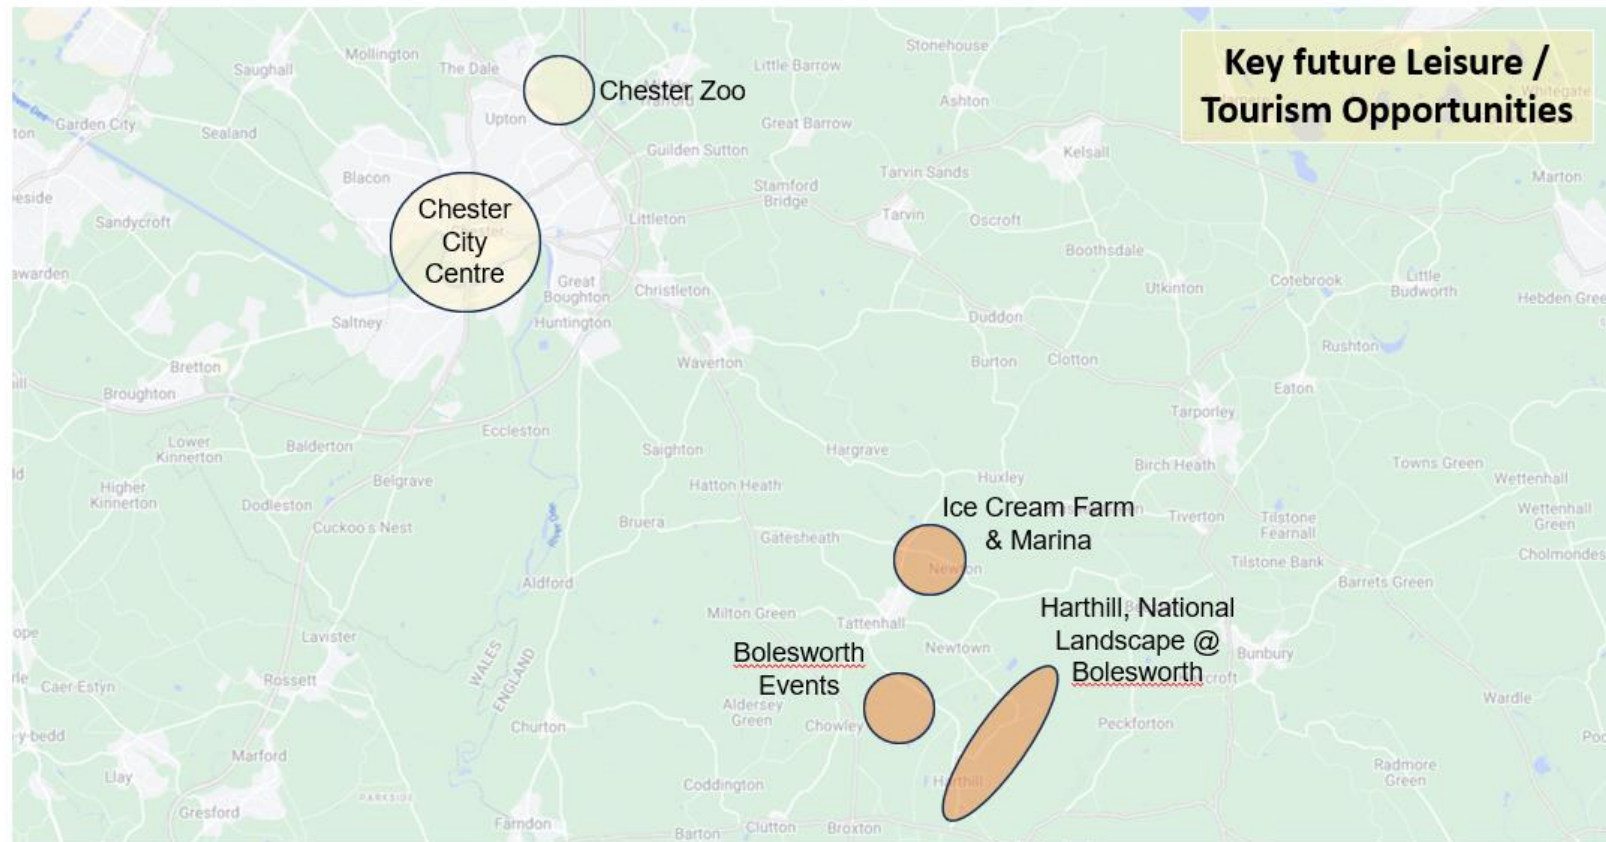 Key future Leisure /
Tourism Opportunities
Mollington
Saughall
The Dale
Chester Zoo
Little Barrow
Stonehouse
Ashton
Whitegate
Garden City
Sealand
Upton
Great Barrow
Guilden Sutton
Kelsall
Blacon
Stamford
Bridge
Tarvin Sands
Marton
Sandycroft
Chester
City
Centre
Littleton
Tarvin
Oscroft
Boothsdale
Great
Boughton
Christleton
Utkinton
Cotebrook
Little
Budworth
Saltney
Huntington
Duddon
Rushton
Bretton
Waverton
Burton
Clotton
Broughton
Eaton
Tarporley
Lower
Kinnerton
Balderton
Eccleston
Saighton
Hargrave
Belgrave
Birch Heath
Towns Green
Higher
Kinnerton
Dodleston
Hatton Heath
Huxley
Wettenhall
Cuckoo's Nest
River Dee
Bruera
Gatesheath
Ice Cream Farm
& Marina
Tiverton
Tilstone
Fearnall
Wettenhall
Green
Newton
Tilstone Bank
Cholmondes
Aldford
Barrets Green
Milton Green
Tattenhall
Harthill, National
Landscape @
Bolesworth
Lavister
WALES
ENGLAND
Bolesworth
Events
Newtown
Bunbury
Caer-Estyn
Rossett
Aldersey
Green
Chowley
Wardle
Churton
Peckforton
Marford
Llay
Coddington
Harthill
Radmore
Green
PARKSIDE
Gresford
Farndon
Barton
Clutton
Broxton